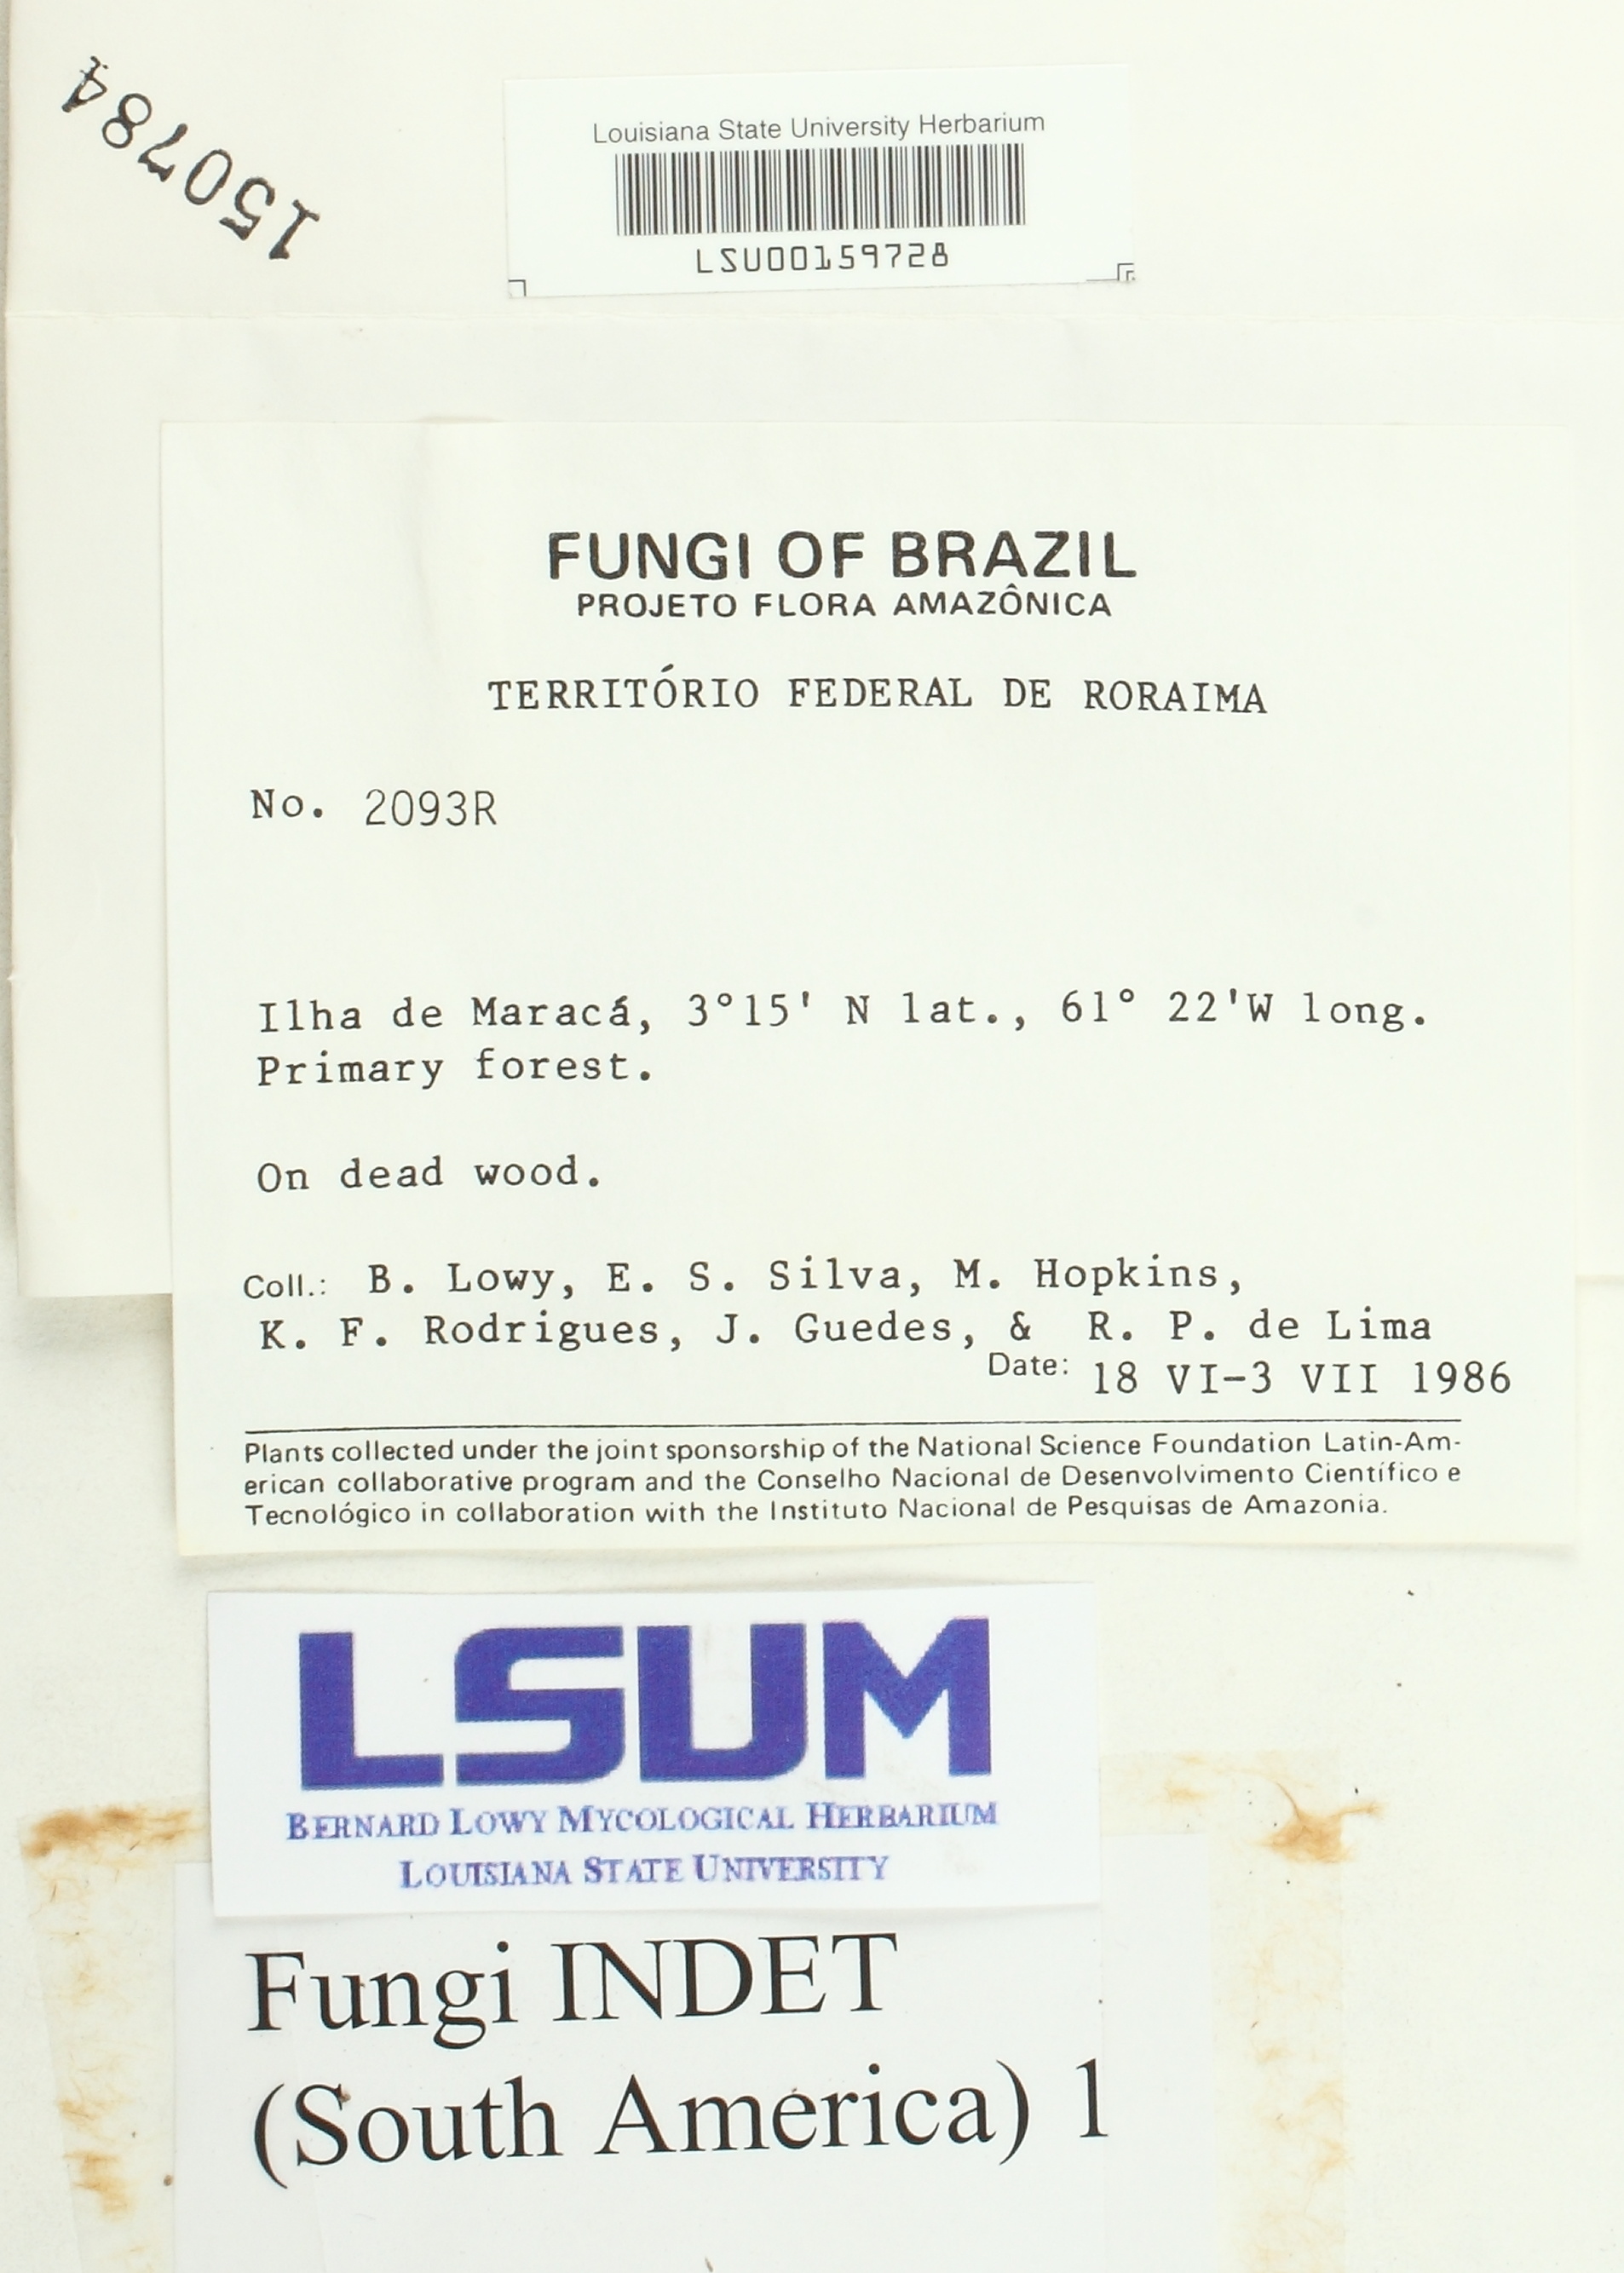 150784
Louisiana State University Herbarium
LSU00159728
FUNGI OF BRAZIL
PROJETO FLORA AMAZÔNICA
TERRITÓRIO FEDERAL DE RORAIMA
No. 2093R
Ilha de Maracá, 3°15' N lat., 61° 22'W long.
Primary forest.
On dead wood.
Coll.: B. Lowy, E. S. Silva, M. Hopkins,
K. F. Rodrigues, J. Guedes, & R. P. de Lima
Date: 18 VI-3 VII 1986
Plants collected under the joint sponsorship of the National Science Foundation Latin-Am-
erican collaborative program and the Conselho Nacional de Desenvolvimento Científico e
Tecnológico in collaboration with the Instituto Nacional de Pesquisas de Amazonia.
LSUM
BERNARD LOWY MYCOLOGICAL HERBARIUM
LOUISIANA STATE UNIVERSITY
Fungi INDET
(South America) 1